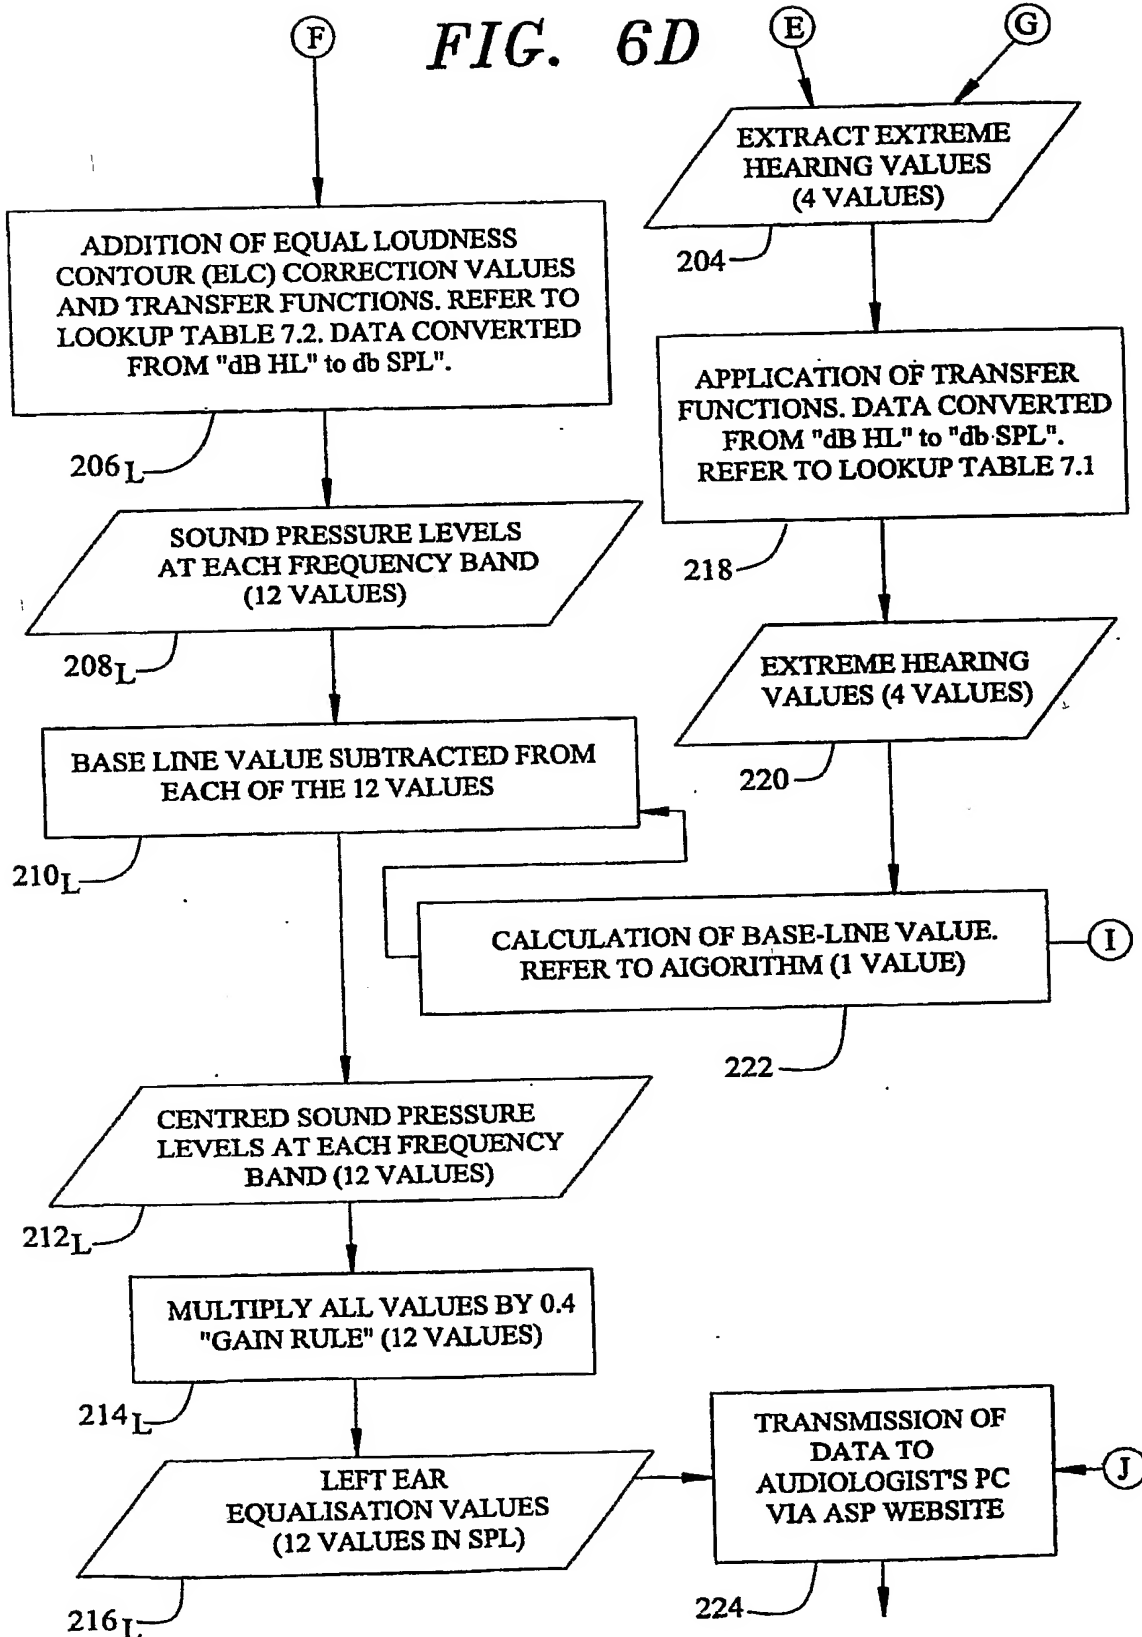 FIG. 6D
F
E
G
EXTRACT EXTREME
HEARING VALUES
(4 VALUES)
204
ADDITION OF EQUAL LOUDNESS
CONTOUR (ELC) CORRECTION VALUES
AND TRANSFER FUNCTIONS. REFER TO
LOOKUP TABLE 7.2. DATA CONVERTED
FROM "dB HL" to db SPL".
206L
APPLICATION OF TRANSFER
FUNCTIONS. DATA CONVERTED
FROM "dB HL" to "db SPL".
REFER TO LOOKUP TABLE 7.1
218
SOUND PRESSURE LEVELS
AT EACH FREQUENCY BAND
(12 VALUES)
208L
EXTREME HEARING
VALUES (4 VALUES)
220
BASE LINE VALUE SUBTRACTED FROM
EACH OF THE 12 VALUES
210L
CALCULATION OF BASE-LINE VALUE.
REFER TO AIGORITHM (1 VALUE)
I
222
CENTRED SOUND PRESSURE
LEVELS AT EACH FREQUENCY
BAND (12 VALUES)
212L
MULTIPLY ALL VALUES BY 0.4
"GAIN RULE" (12 VALUES)
214L
LEFT EAR
EQUALISATION VALUES
(12 VALUES IN SPL)
216L
TRANSMISSION OF
DATA TO
AUDIOLOGIST'S PC
VIA ASP WEBSITE
J
224